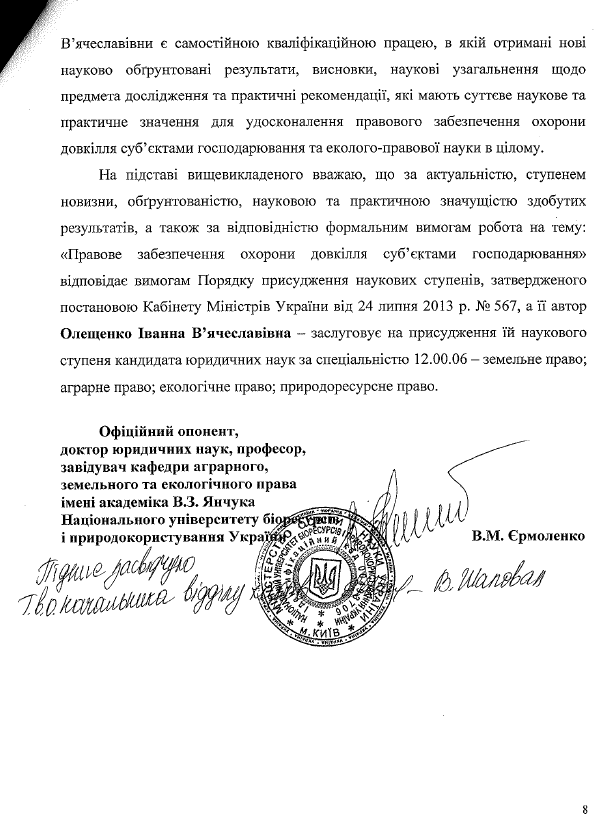 В’ячеславівни є самостійною кваліфікаційною працею, в якій отримані нові
науково обґрунтовані результати, висновки, наукові узагальнення щодо
предмета дослідження та практичні рекомендації, які мають суттєве наукове та
практичне значення для удосконалення правового забезпечення охорони
довкілля суб’єктами господарювання та еколого-правової науки в цілому.
На підставі вищевикладеного вважаю, що за актуальністю, ступенем
новизни, обґрунтованістю, науковою та практичною значущістю здобутих
результатів, а також за відповідністю формальним вимогам робота на тему:
«Правове забезпечення охорони довкілля суб’єктами господарювання»
відповідає вимогам Порядку присудження наукових ступенів, затвердженого
постановою Кабінету Міністрів України від 24 липня 2013 р. № 567, а її автор
Олещенко Іванна В’ячеславівна – заслуговує на присудження їй наукового
ступеня кандидата юридичних наук за спеціальністю 12.00.06 – земельне право;
аграрне право; екологічне право; природоресурсне право.
Офіційний опонент,
доктор юридичних наук, професор,
завідувач кафедри аграрного,
земельного та екологічного права
імені академіка В.З. Янчука
Національного університету біоресурсів
і природокористування України
В.М. Єрмоленко
Підпис засвідчую
Т.в.о. начальника відділу
В. Шаповал
МІНІСТЕРСТВО ОСВІТИ І НАУКИ УКРАЇНИ
м. КИЇВ
8